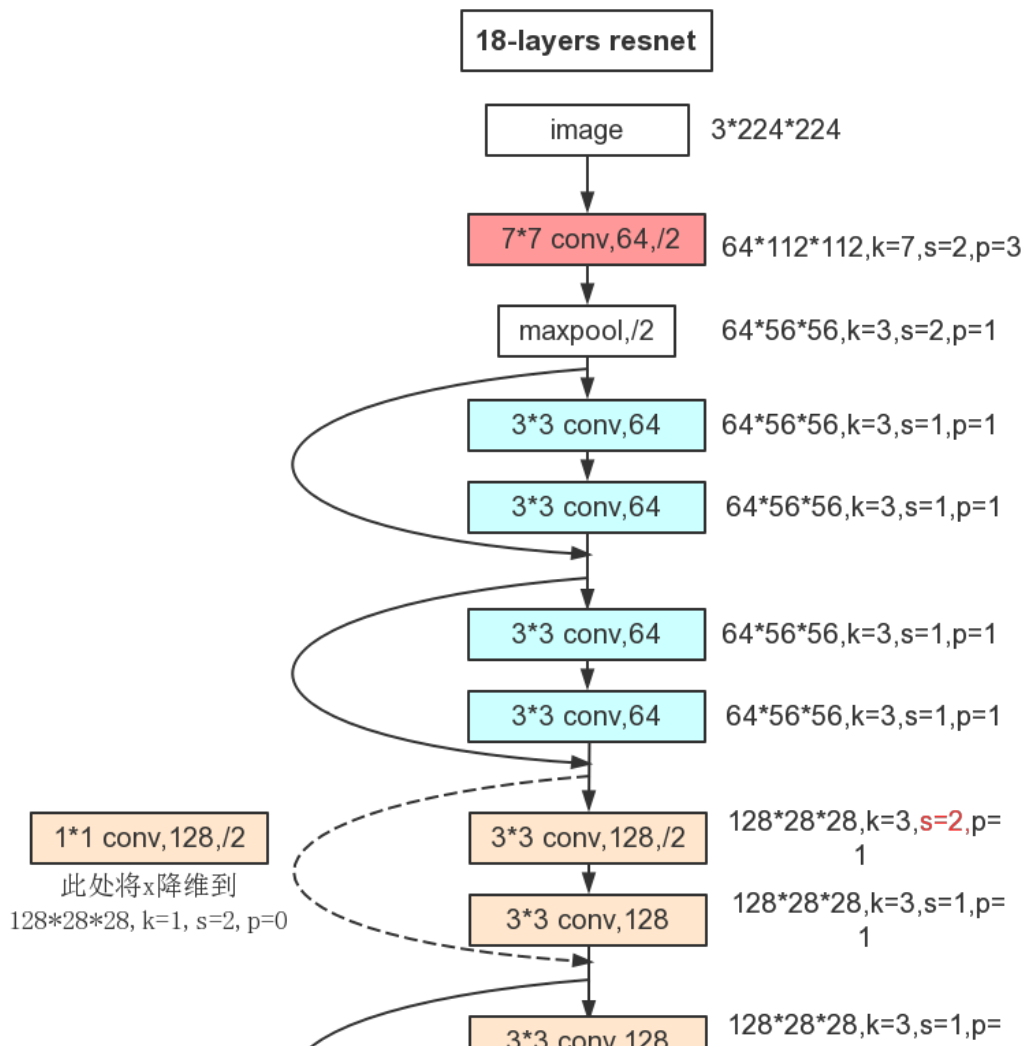 18-layers resnet
image
3*224*224
7*7 conv,64,/2
64*112*112,k=7,s=2,p=3
maxpool,/2
64*56*56,k=3,s=2,p=1
3*3 conv,64
64*56*56,k=3,s=1,p=1
3*3 conv,64
64*56*56,k=3,s=1,p=1
3*3 conv,64
64*56*56,k=3,s=1,p=1
3*3 conv,64
64*56*56,k=3,s=1,p=1
1*1 conv,128,/2
此处将x降维到
128*28*28, k=1, s=2, p=0
3*3 conv,128,/2
128*28*28,k=3,s=2,p=
1
3*3 conv,128
128*28*28,k=3,s=1,p=
1
3*3 conv,128
128*28*28,k=3,s=1,p=